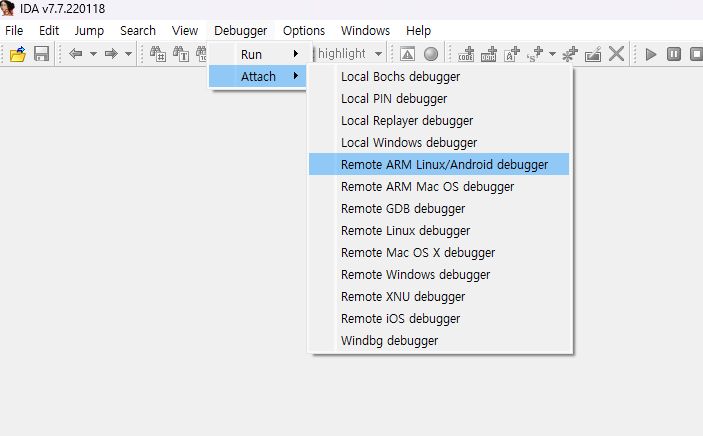 IDA v7.7.220118
File Edit Jump Search View Debugger Options Windows Help
Run
highlight
Attach
Local Bochs debugger
Local PIN debugger
Local Replayer debugger
Local Windows debugger
Remote ARM Linux/Android debugger
Remote ARM Mac OS debugger
Remote GDB debugger
Remote Linux debugger
Remote Mac OS X debugger
Remote Windows debugger
Remote XNU debugger
Remote iOS debugger
Windbg debugger